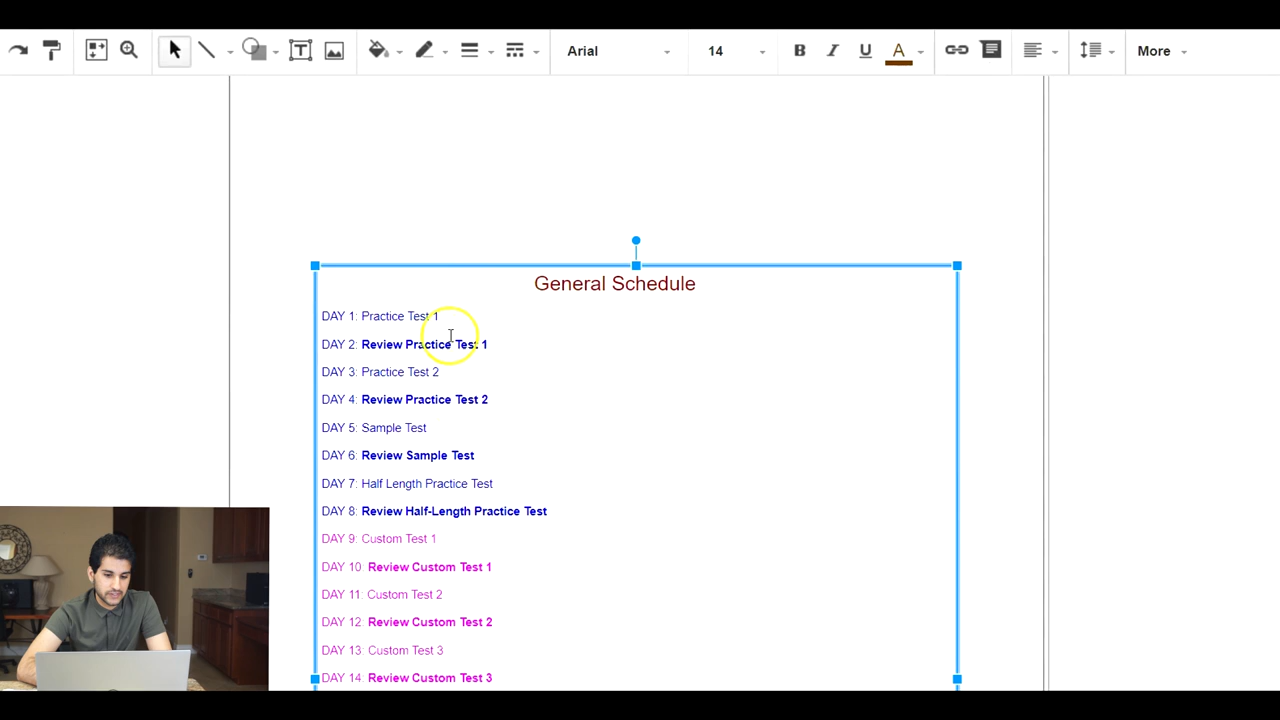 Arial 14 B I U A More
General Schedule
DAY 1: Practice Test 1
DAY 2: Review Practice Test 1
DAY 3: Practice Test 2
DAY 4: Review Practice Test 2
DAY 5: Sample Test
DAY 6: Review Sample Test
DAY 7: Half Length Practice Test
DAY 8: Review Half-Length Practice Test
DAY 9: Custom Test 1
DAY 10: Review Custom Test 1
DAY 11: Custom Test 2
DAY 12: Review Custom Test 2
DAY 13: Custom Test 3
DAY 14: Review Custom Test 3